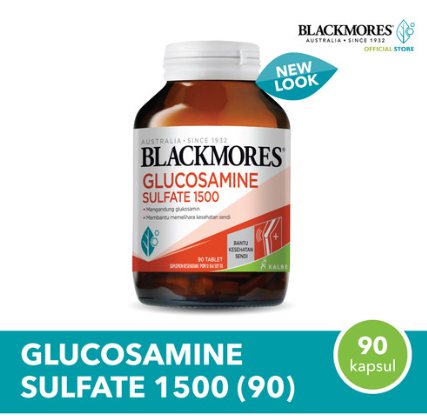 BLACKMORES®
AUSTRALIA • SINCE 1932
OFFICIAL STORE
NEW
LOOK
AUSTRALIA - SINCE 1932
BLACKMORES®
GLUCOSAMINE
SULFATE 1500
• Mengandung glukosamin
• Membantu memelihara kesehatan sendi
BANTU
KESEHATAN
SENDI
90 TABLET
KALBE
GLUCOSAMINE
SULFATE 1500 (90)
90
kapsul